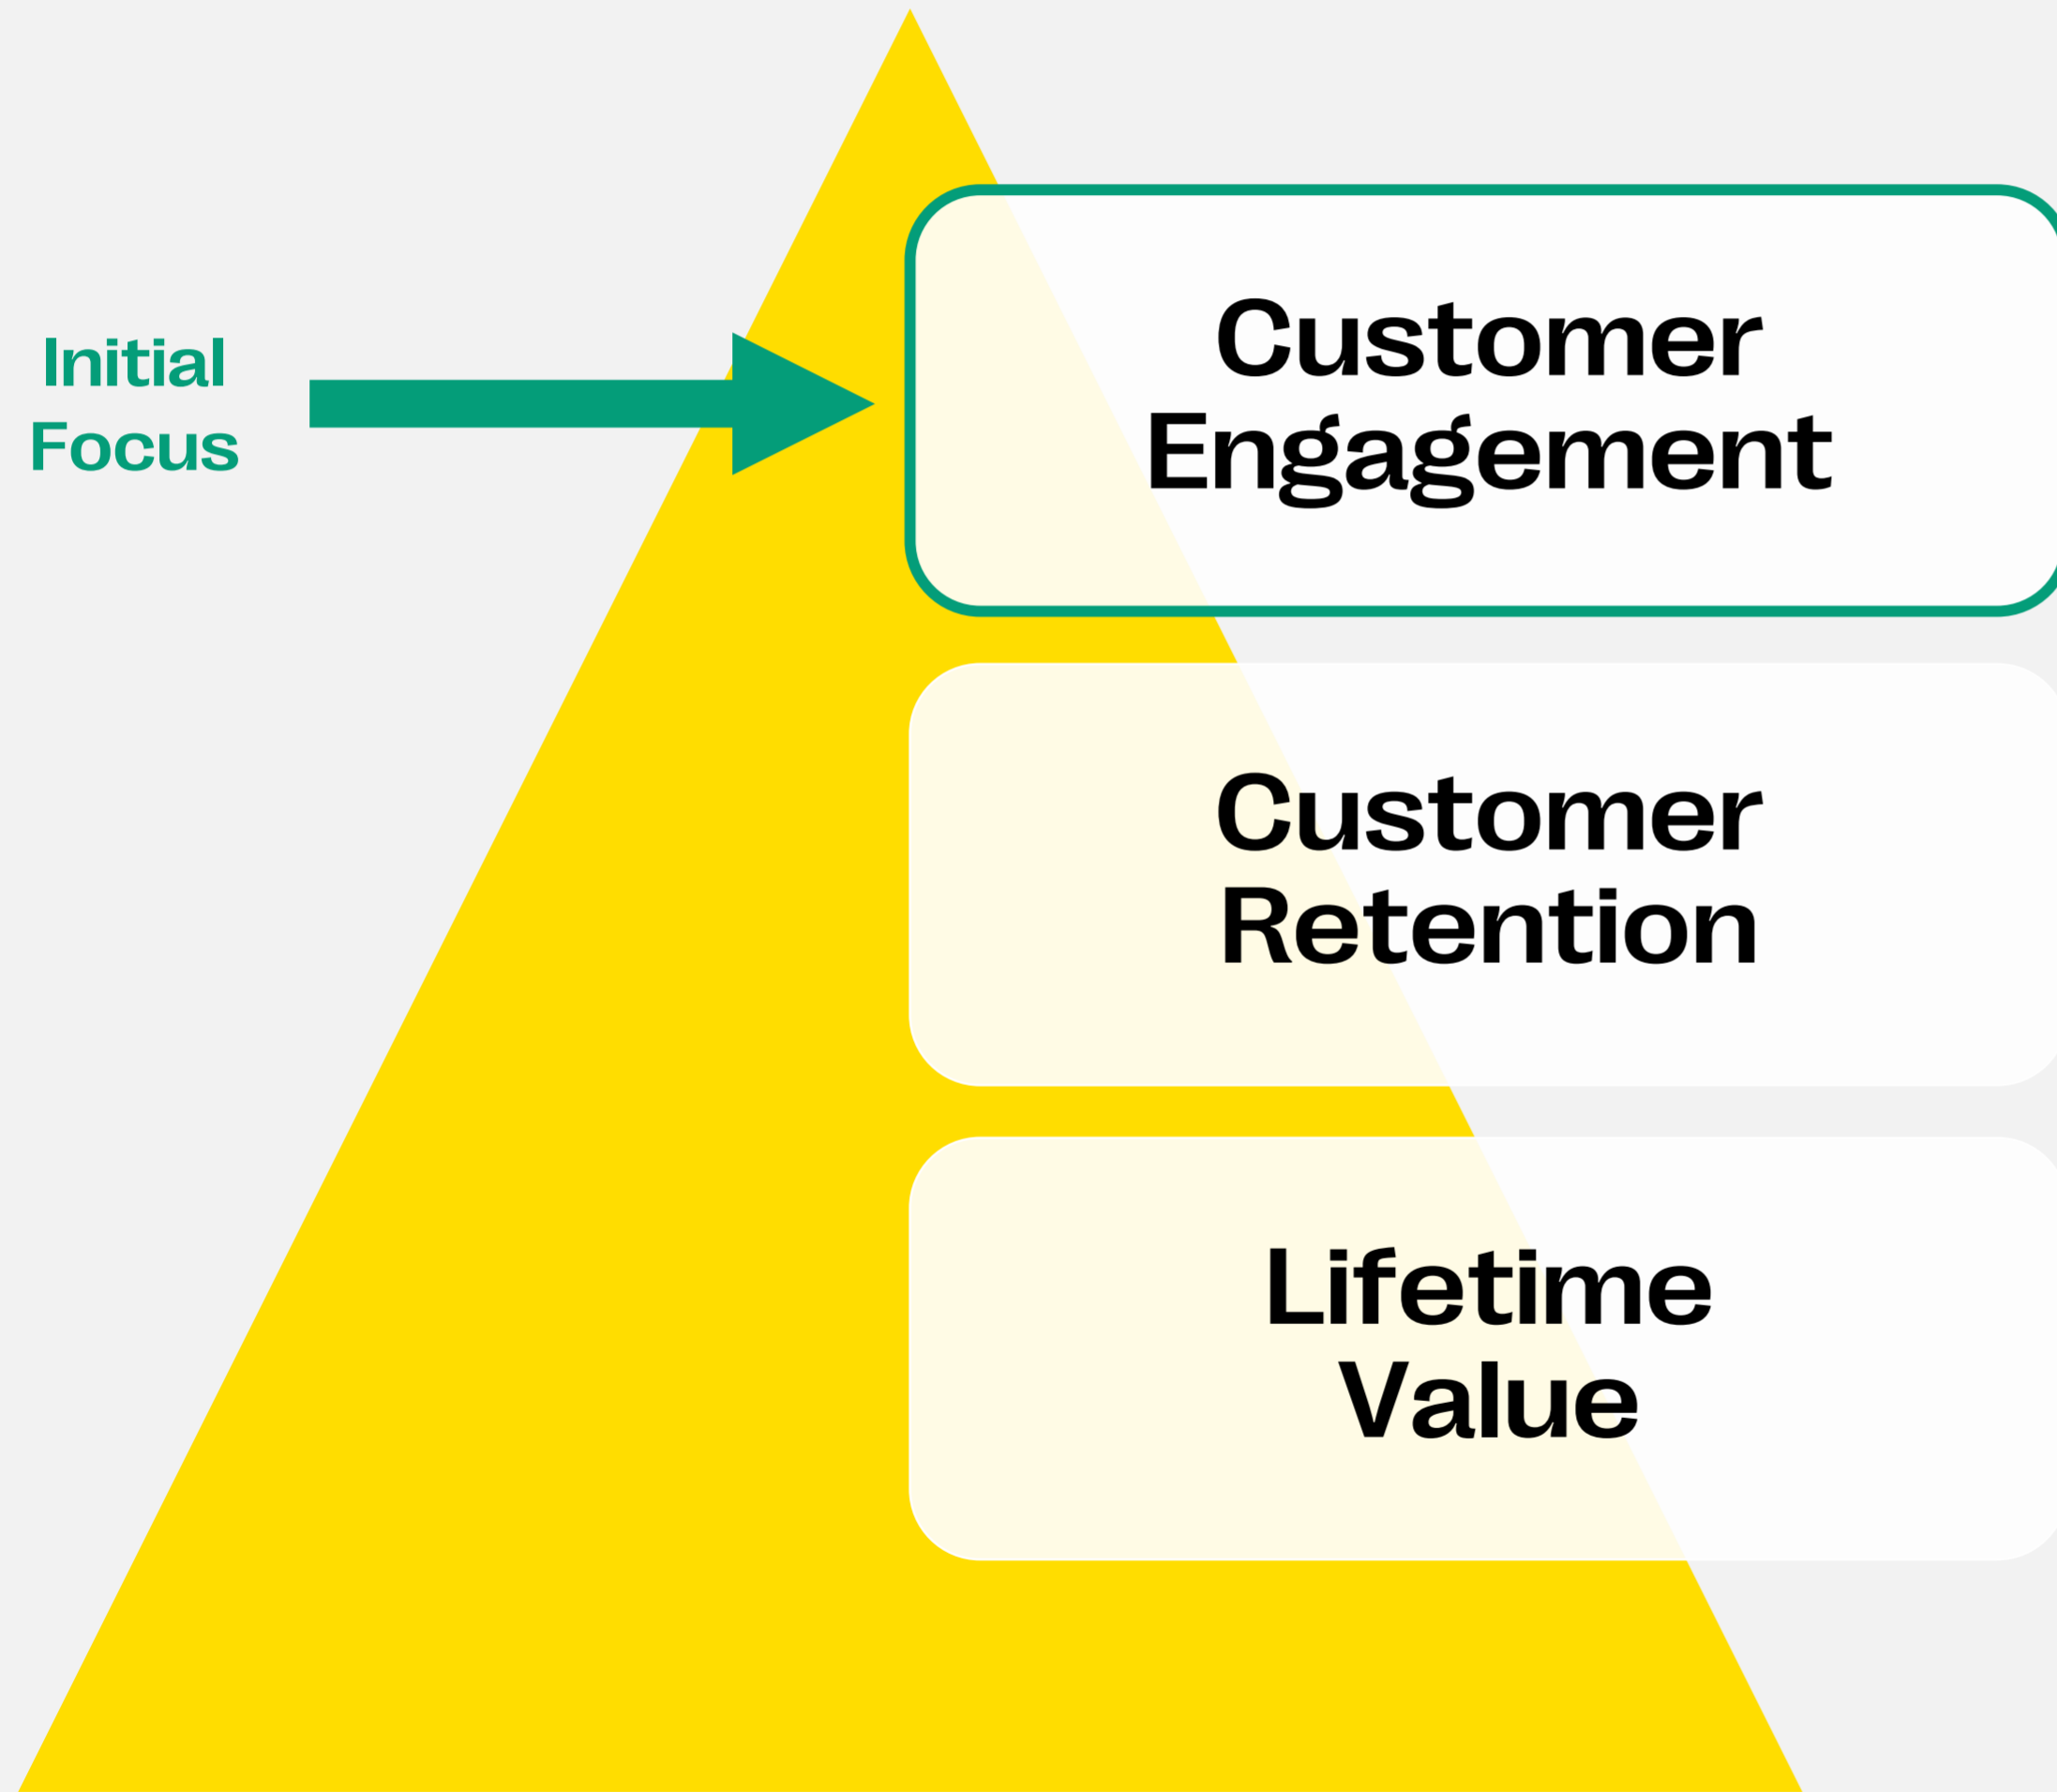 Initial
Focus
Customer
Engagement
Customer
Retention
Lifetime
Value